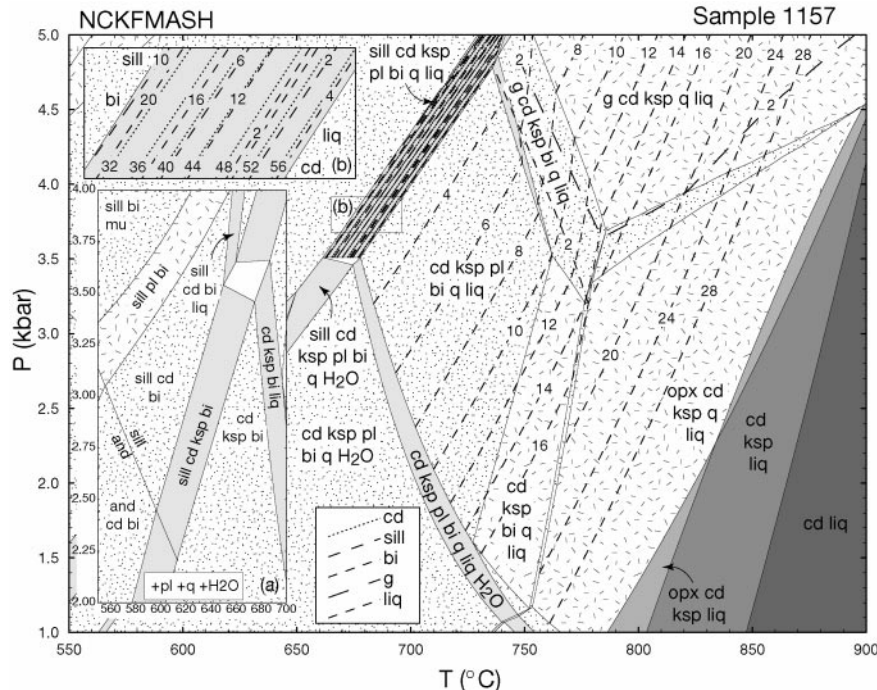 NCKFMASH
Sample 1157
5.0
4.5
4.0
3.5
3.0
2.5
2.0
1.5
1.0
P (kbar)
550
600
650
700
750
800
850
900
T (°C)
sill 10 6 2
bi 20 16 12 4
2 liq
32 36 40 44 48 52 56 cd (b)
4.00
3.75
3.50
3.25
3.00
2.75
2.50
2.25
2.00
560 580 600 620 640 660 680 700
sill bi
mu
sill pl bi
sill
cd bi
liq
sill cd
bi
sill
and
and
cd bi
sill cd ksp bi
cd
ksp bi
cd ksp bi liq
+pl +q +H2O
(a)
sill cd ksp
pl bi q liq
(b)
sill cd
ksp pl bi
q H2O
cd ksp pl
bi q H2O
cd ksp pl bi q liq H2O
cd ksp pl
bi q liq
4
6
8
10
12
14
16
cd ksp
bi q
liq
2
g cd ksp bi q liq
2
8 10 12 14 16 20 24 28
g cd ksp q liq
2
28
24
20
opx cd
ksp q
liq
cd
ksp
liq
cd liq
opx cd
ksp liq
cd
sill
bi
g
liq